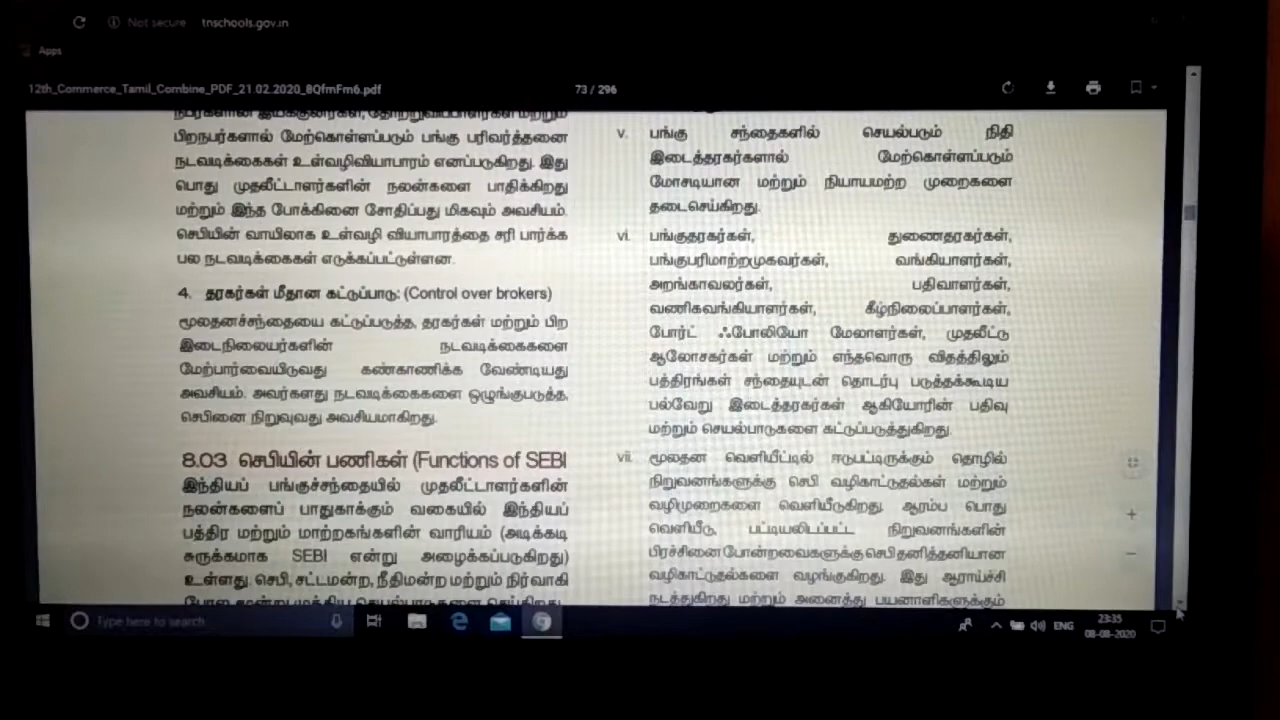 Not secure tnschools.gov.in
Apps
12th_Commerce_Tamil_Combine_PDF_21.02.2020_8QfmFm6.pdf
73 / 296
பிறநபர்களால் மேற்கொள்ளப்படும் பங்கு பரிவர்த்தனை
நடவடிக்கைகள் உள்வழிவியாபாரம் எனப்படுகிறது. இது
பொது முதலீட்டாளர்களின் நலன்களை பாதிக்கிறது
மற்றும் இந்த போக்கினை சோதிப்பது மிகவும் அவசியம்.
செபியின் வாயிலாக உள்வழி வியாபாரத்தை சரி பார்க்க
பல நடவடிக்கைகள் எடுக்கப்பட்டுள்ளன.
4. தரகர்கள் மீதான கட்டுப்பாடு: (Control over brokers)
மூலதனச்சந்தையை கட்டுப்படுத்த, தரகர்கள் மற்றும் பிற
இடைநிலையர்களின் நடவடிக்கைகளை
மேற்பார்வையிடுவது கண்காணிக்க வேண்டியது
அவசியம். அவர்களது நடவடிக்கைகளை ஒழுங்குபடுத்த,
செபினை நிறுவுவது அவசியமாகிறது.
8.03 செபியின் பணிகள் (Functions of SEBI
இந்தியப் பங்குச்சந்தையில் முதலீட்டாளர்களின்
நலன்களைப் பாதுகாக்கும் வகையில் இந்தியப்
பத்திர மற்றும் மாற்றகங்களின் வாரியம் (அடிக்கடி
சுருக்கமாக SEBI என்று அழைக்கப்படுகிறது)
உள்ளது. செபி, சட்டமன்ற, நீதிமன்ற மற்றும் நிர்வாகி
v. பங்கு சந்தைகளில் செயல்படும் நிதி
இடைத்தரகர்களால் மேற்கொள்ளப்படும்
மோசடியான மற்றும் நியாயமற்ற முறைகளை
தடைசெய்கிறது.
vi. பங்குதரகர்கள், துணைதரகர்கள்,
பங்குபரிமாற்றமுகவர்கள், வங்கியாளர்கள்,
அறங்காவலர்கள், பதிவாளர்கள்,
வணிகவங்கியாளர்கள், கீழ்நிலைப்பாளர்கள்,
போர்ட் ஃபோலியோ மேலாளர்கள், முதலீட்டு
ஆலோசகர்கள் மற்றும் எந்தவொரு விதத்திலும்
பத்திரங்கள் சந்தையுடன் தொடர்பு படுத்தக்கூடிய
பல்வேறு இடைத்தரகர்கள் ஆகியோரின் பதிவு
மற்றும் செயல்பாடுகளை கட்டுப்படுத்துகிறது.
vii. மூலதன வெளியீட்டில் ஈடுபட்டிருக்கும் தொழில்
நிறுவனங்களுக்கு செபி வழிகாட்டுதல்கள் மற்றும்
வழிமுறைகளை வெளியீடுகிறது. ஆரம்ப பொது
வெளியீடு, பட்டியலிடப்பட்ட நிறுவனங்களின்
பிரச்சினை போன்றவைகளுக்கு செபி தனித்தனியான
வழிகாட்டுதல்களை வழங்குகிறது. இது ஆராய்ச்சி
நடத்துகிறது மற்றும் அனைத்து பயனாளிகளுக்கும்
Type here to search
ENG
23:35
08-08-2020